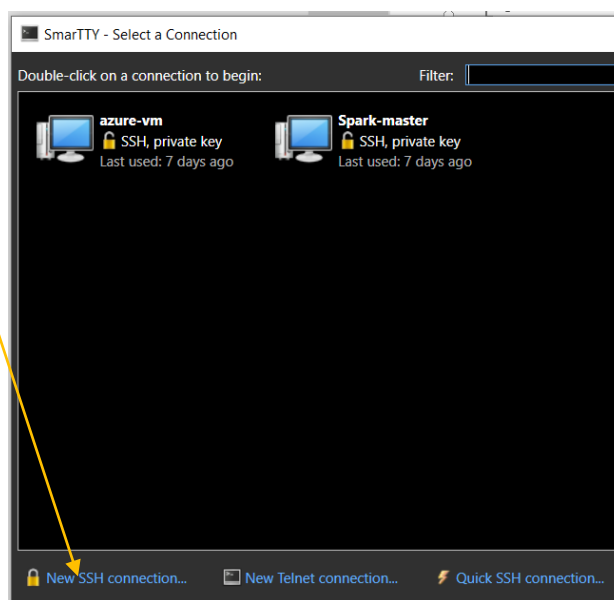 SmarTTY - Select a Connection
Double-click on a connection to begin: Filter:
azure-vm
SSH, private key
Last used: 7 days ago
Spark-master
SSH, private key
Last used: 7 days ago
New SSH connection... New Telnet connection... Quick SSH connection...